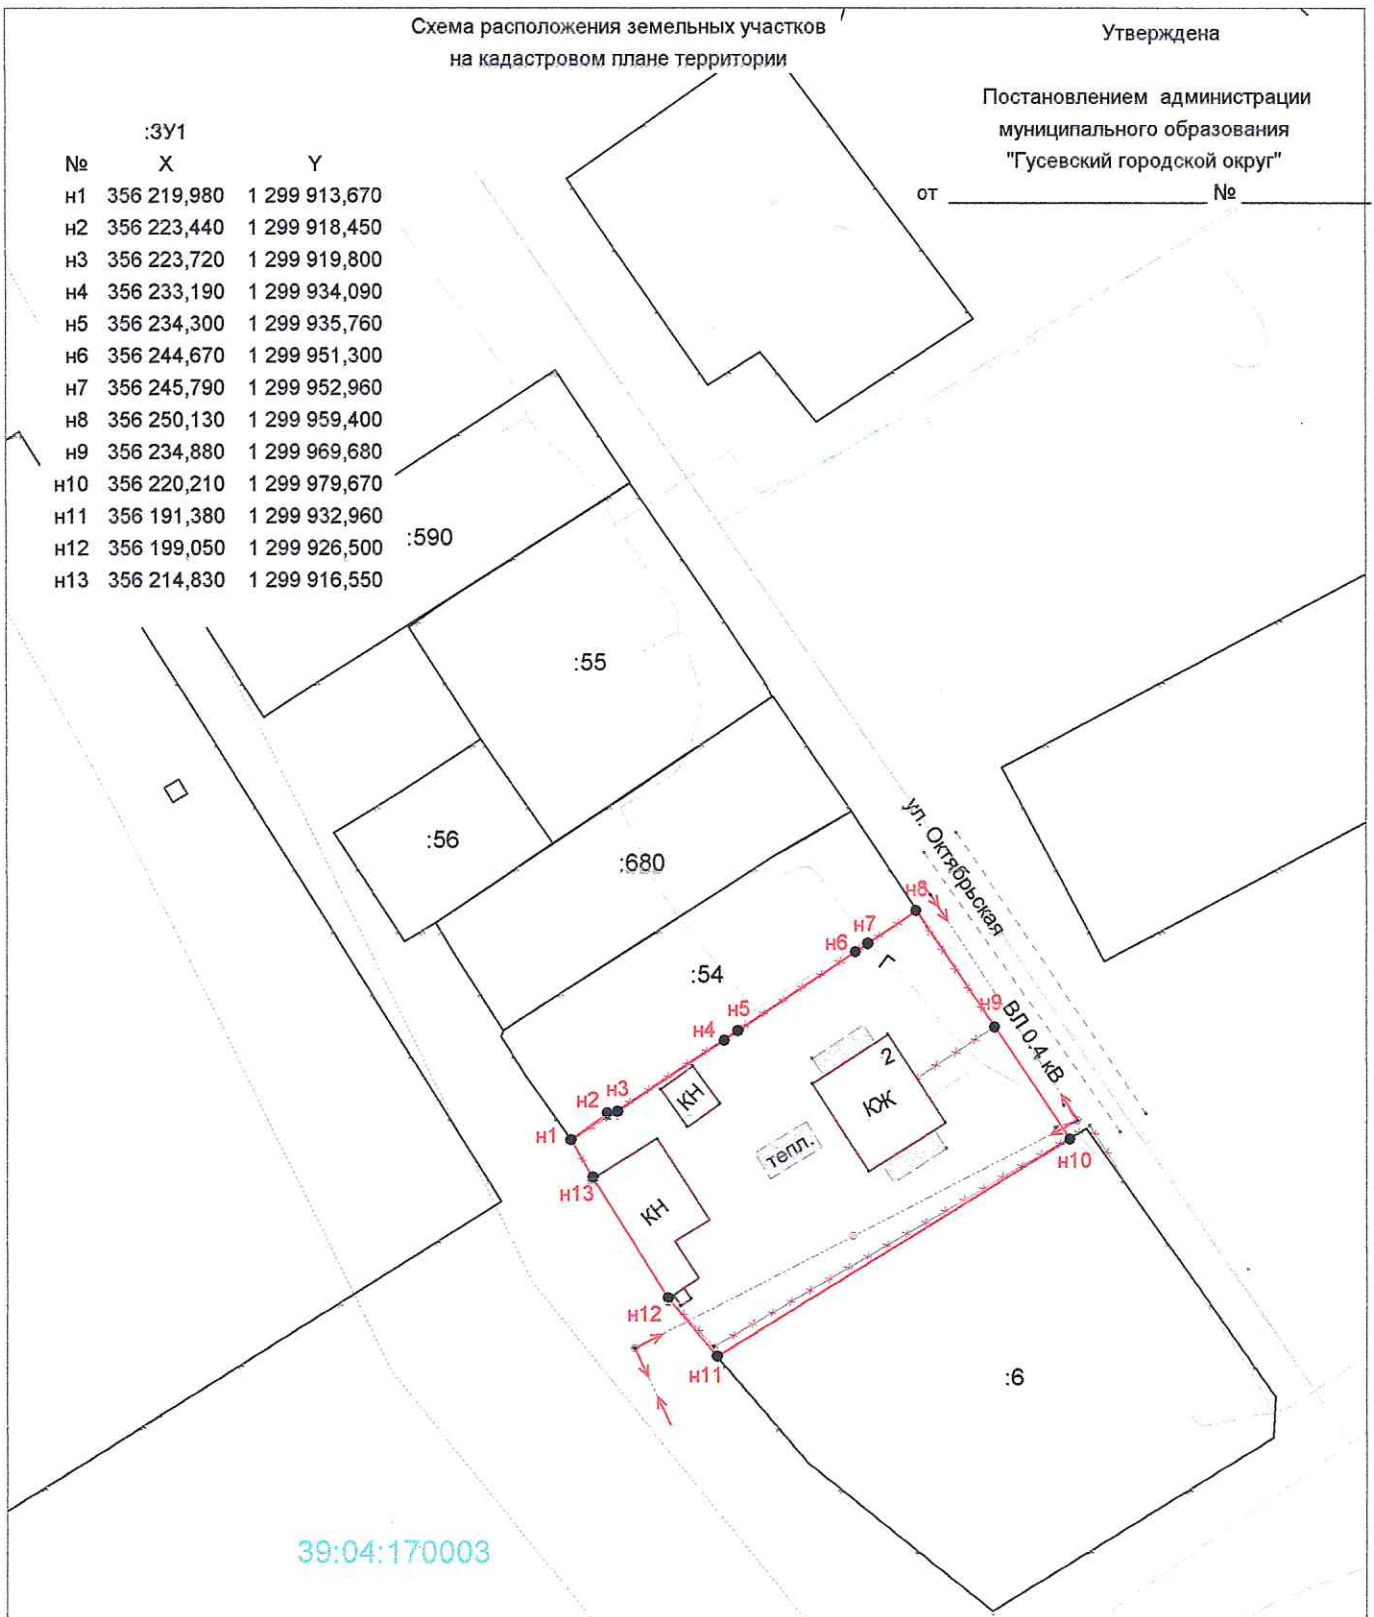 Схема расположения земельных участков
на кадастровом плане территории
Утверждена
Постановлением администрации
муниципального образования
"Гусевский городской округ"
от № 
:ЗУ1
№ X Y
н1 356 219,980 1 299 913,670
н2 356 223,440 1 299 918,450
н3 356 223,720 1 299 919,800
н4 356 233,190 1 299 934,090
н5 356 234,300 1 299 935,760
н6 356 244,670 1 299 951,300
н7 356 245,790 1 299 952,960
н8 356 250,130 1 299 959,400
н9 356 234,880 1 299 969,680
н10 356 220,210 1 299 979,670
н11 356 191,380 1 299 932,960
н12 356 199,050 1 299 926,500
н13 356 214,830 1 299 916,550
:590
:55
:56
:680
ул. Октябрьская
н8
н7
н6
Г
:54
н5
н4
н9
ВЛ 0.4 кВ
2
КЖ
н3
н2
КН
н1
тепл.
н10
н13
КН
н12
н11
:6
39:04:170003